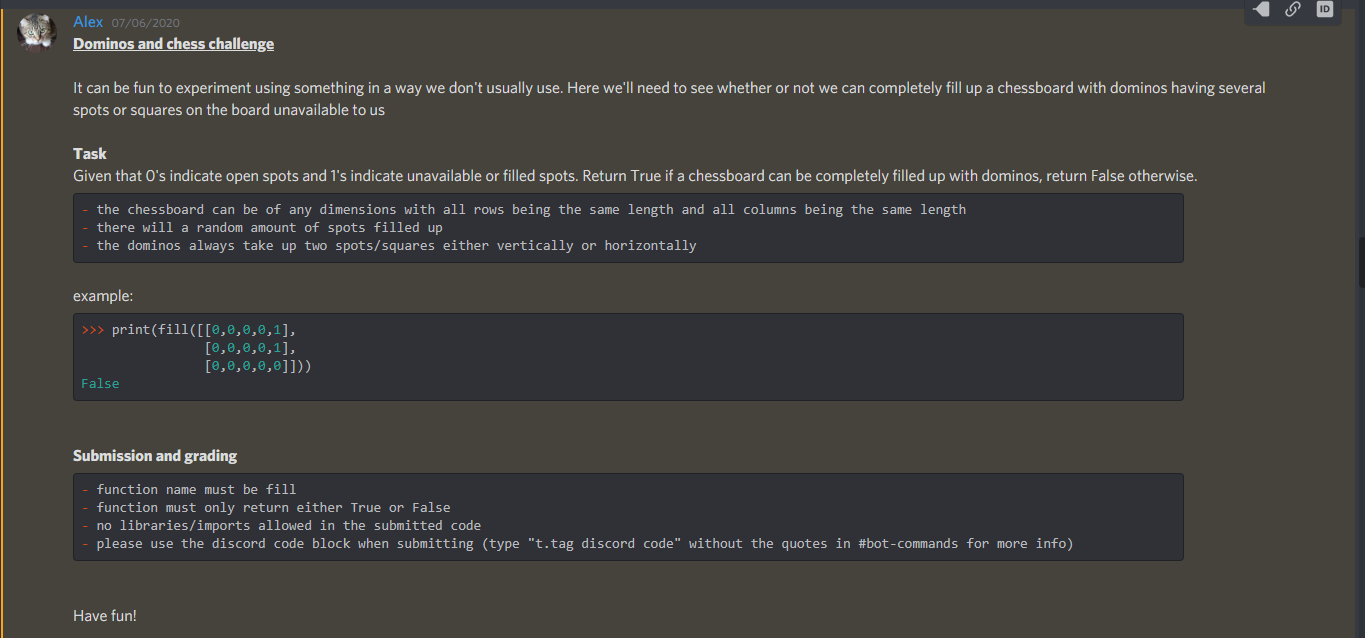 ID
Alex 07/06/2020
Dominos and chess challenge
It can be fun to experiment using something in a way we don't usually use. Here we'll need to see whether or not we can completely fill up a chessboard with dominos having several
spots or squares on the board unavailable to us
Task
Given that 0's indicate open spots and 1's indicate unavailable or filled spots. Return True if a chessboard can be completely filled up with dominos, return False otherwise.
- the chessboard can be of any dimensions with all rows being the same length and all columns being the same length
- there will a random amount of spots filled up
- the dominos always take up two spots/squares either vertically or horizontally
example:
>>> print(fill([[0,0,0,0,1],
[0,0,0,0,1],
[0,0,0,0,0]]))
False
Submission and grading
- function name must be fill
- function must only return either True or False
- no libraries/imports allowed in the submitted code
- please use the discord code block when submitting (type "t.tag discord code" without the quotes in #bot-commands for more info)
Have fun!